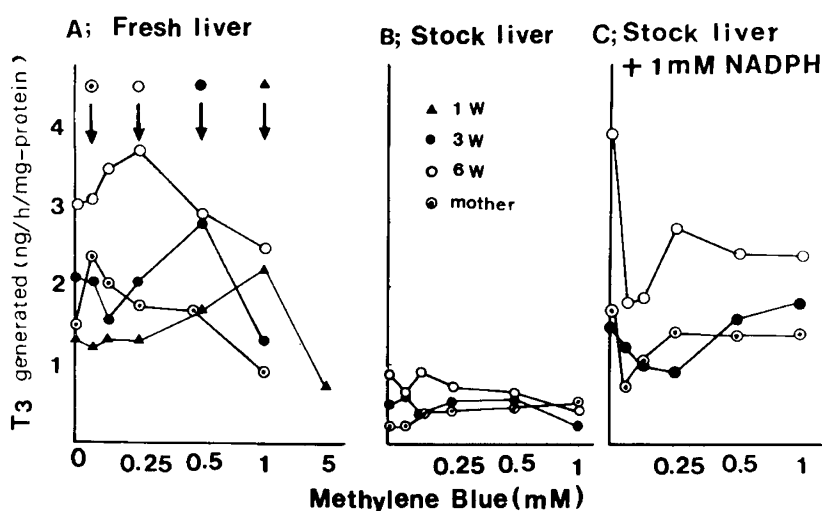 A; Fresh liver
B; Stock liver
C; Stock liver
+ 1mM NADPH
T3 generated (ng/h/mg-protein)
4
3
2
1
1 W
3 W
6 W
mother
0 0.25 0.5 1 5
0.25 0.5 1
0.25 0.5 1
Methylene Blue (mM)